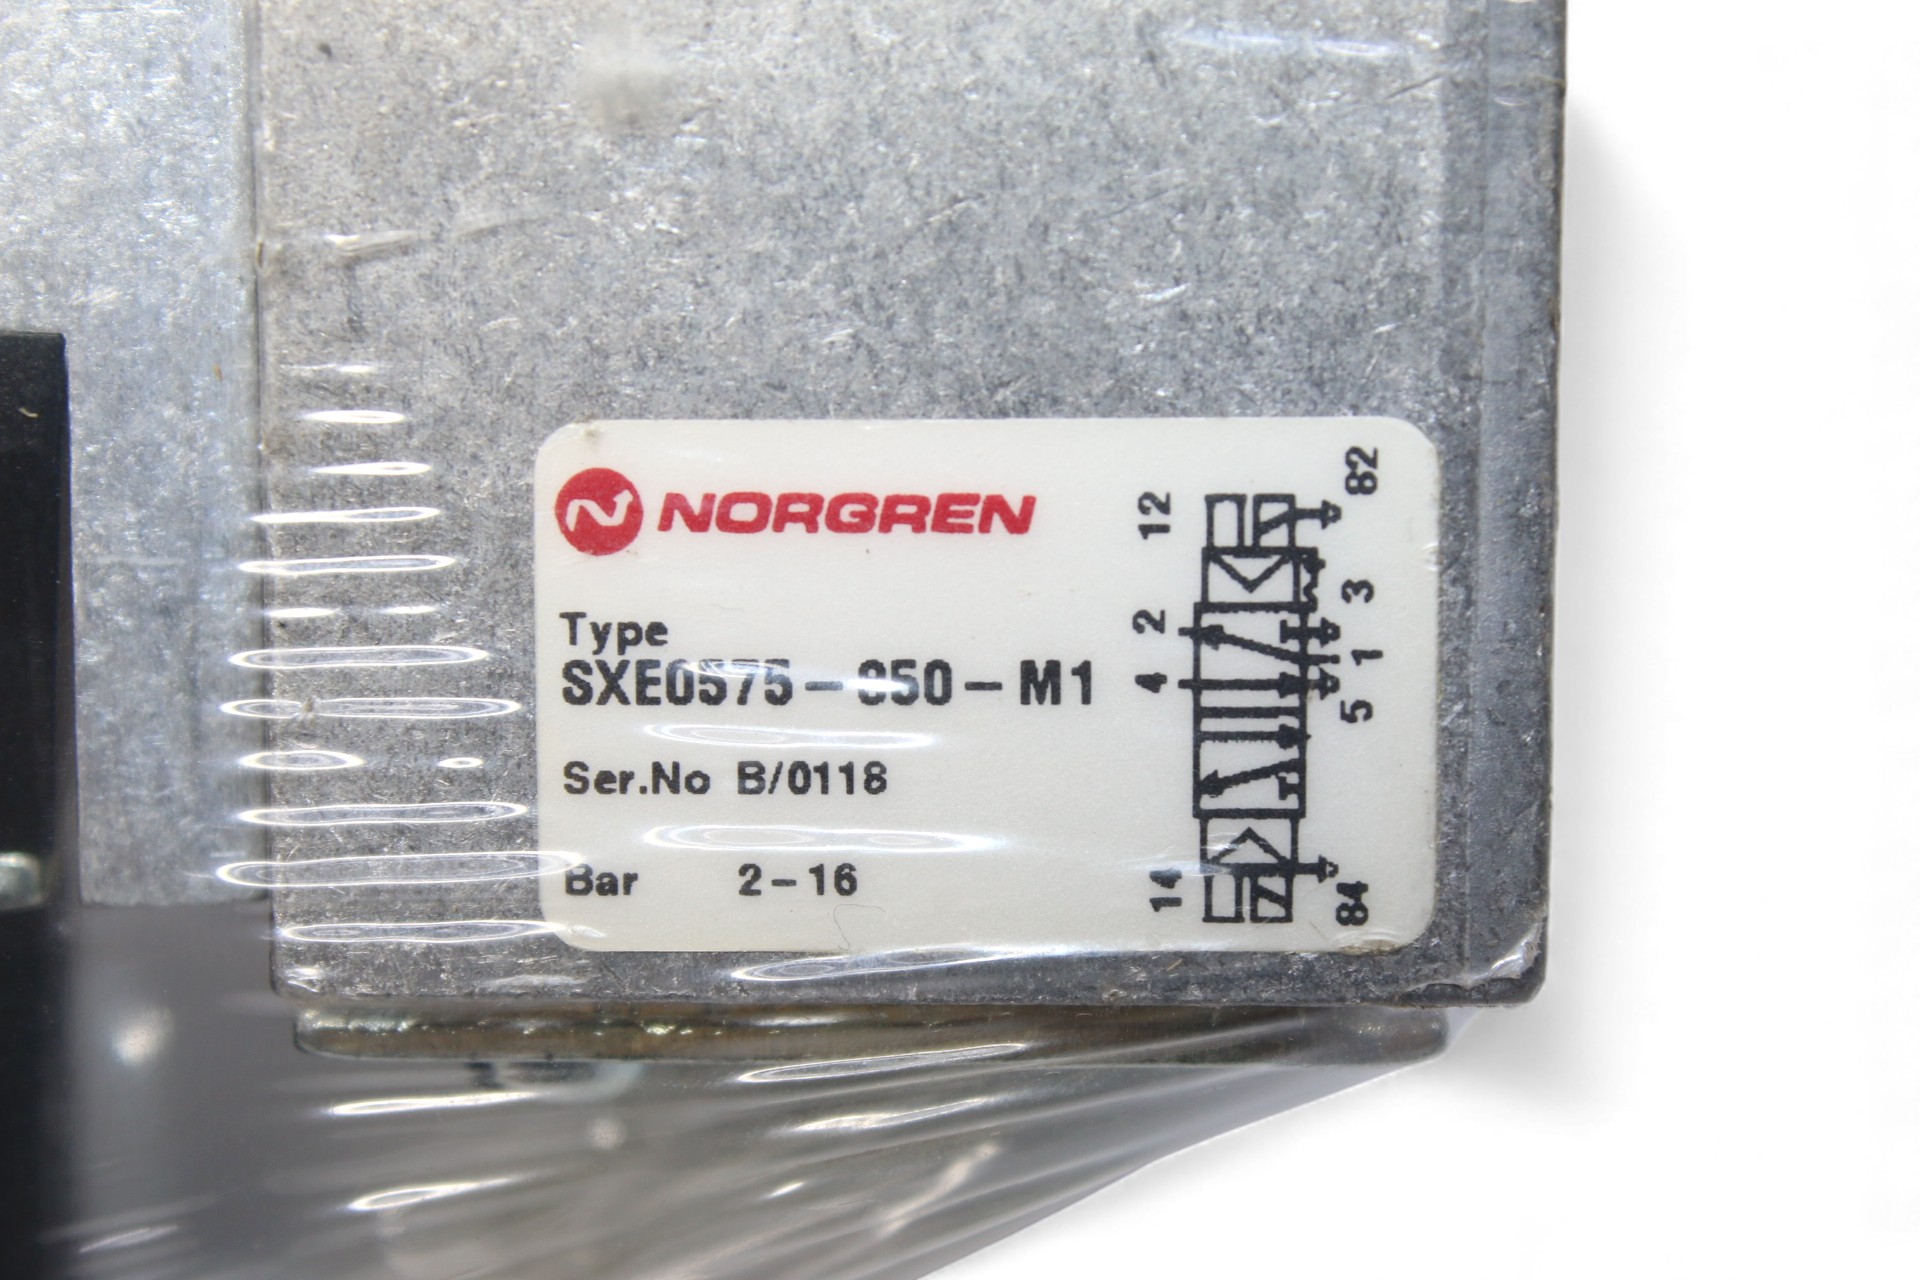 NORGREN
Type
SXE0575-
-M1
Ser.No B/0118
Bar 2-16
12
82
2
3
4
1
5
14
84